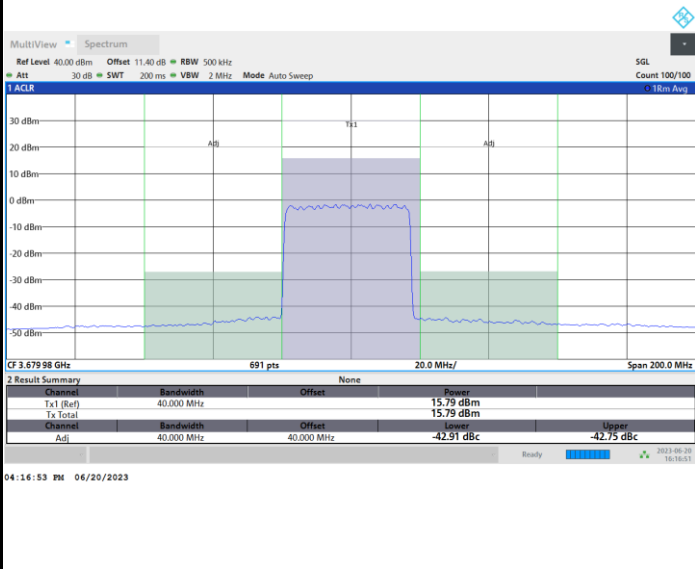 MultiView Spectrum
Ref Level 40.00 dBm Offset 11.40 dB RBW 500 kHz SGL
Att 30 dB SWT 200 ms VBW 2 MHz Mode Auto Sweep Count 100/100
1 ACLR 1Rm Avg
30 dBm
Tx1
20 dBm
Adj Adj
10 dBm
0 dBm
-10 dBm
-20 dBm
-30 dBm
-40 dBm
-50 dBm
CF 3.679 98 GHz 691 pts 20.0 MHz/ Span 200.0 MHz
2 Result Summary None
Channel Bandwidth Offset Power
Tx1 (Ref) 40.000 MHz 15.79 dBm
Tx Total 15.79 dBm
Channel Bandwidth Offset Lower Upper
Adj 40.000 MHz 40.000 MHz -42.91 dBc -42.75 dBc
Ready 2023-06-20
16:16:51
04:16:53 PM 06/20/2023